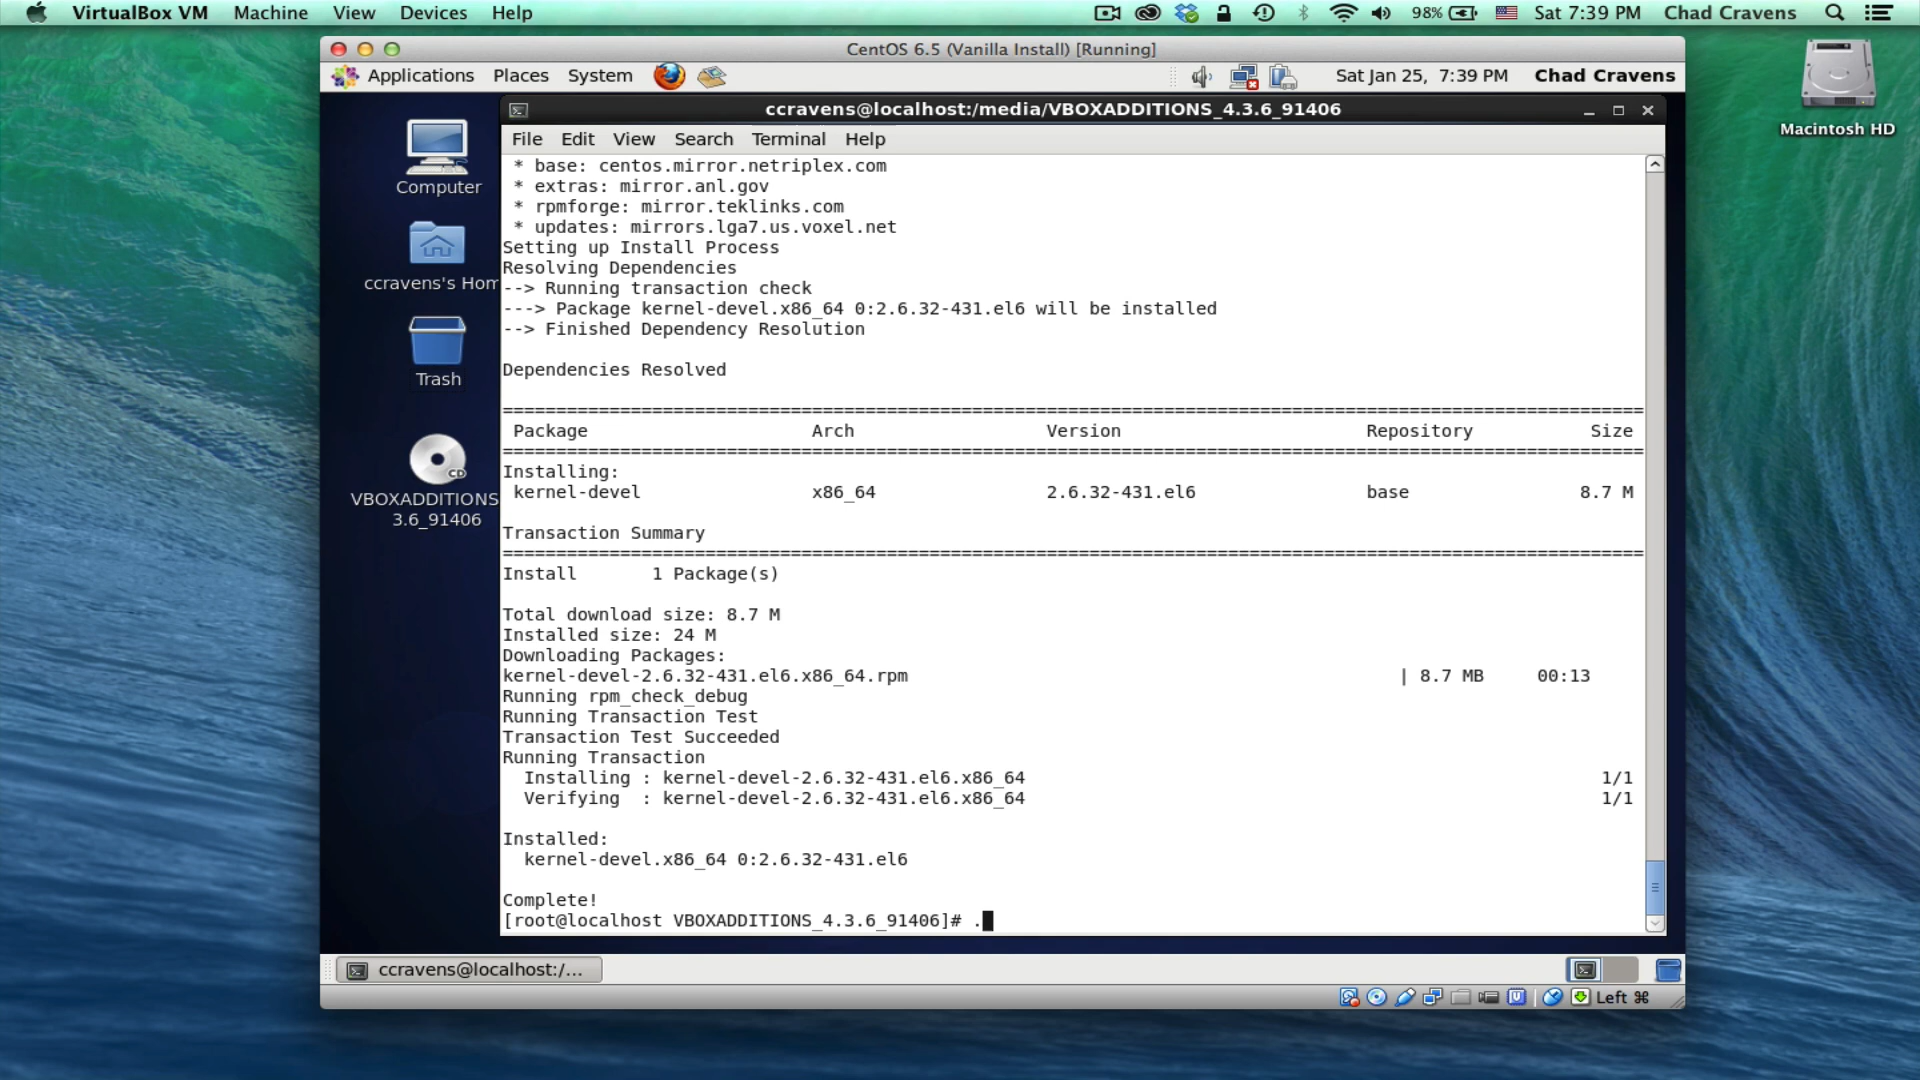 VirtualBox VM Machine View Devices Help 98% Sat 7:39 PM Chad Cravens
CentOS 6.5 (Vanilla Install) [Running]
Applications Places System Sat Jan 25, 7:39 PM Chad Cravens
Macintosh HD
ccravens@localhost:/media/VBOXADDITIONS_4.3.6_91406
File Edit View Search Terminal Help
Computer
ccravens's Hom
Trash
VBOXADDITIONS
3.6_91406
CD
* base: centos.mirror.netriplex.com
* extras: mirror.anl.gov
* rpmforge: mirror.teklinks.com
* updates: mirrors.lga7.us.voxel.net
Setting up Install Process
Resolving Dependencies
--> Running transaction check
---> Package kernel-devel.x86_64 0:2.6.32-431.el6 will be installed
--> Finished Dependency Resolution
Dependencies Resolved
================================================================================
Package Arch Version Repository Size
================================================================================
Installing:
kernel-devel x86_64 2.6.32-431.el6 base 8.7 M
Transaction Summary
================================================================================
Install 1 Package(s)
Total download size: 8.7 M
Installed size: 24 M
Downloading Packages:
kernel-devel-2.6.32-431.el6.x86_64.rpm | 8.7 MB 00:13
Running rpm_check_debug
Running Transaction Test
Transaction Test Succeeded
Running Transaction
Installing : kernel-devel-2.6.32-431.el6.x86_64 1/1
Verifying : kernel-devel-2.6.32-431.el6.x86_64 1/1
Installed:
kernel-devel.x86_64 0:2.6.32-431.el6
Complete!
[root@localhost VBOXADDITIONS_4.3.6_91406]# .
ccravens@localhost:/...
Left ⌘